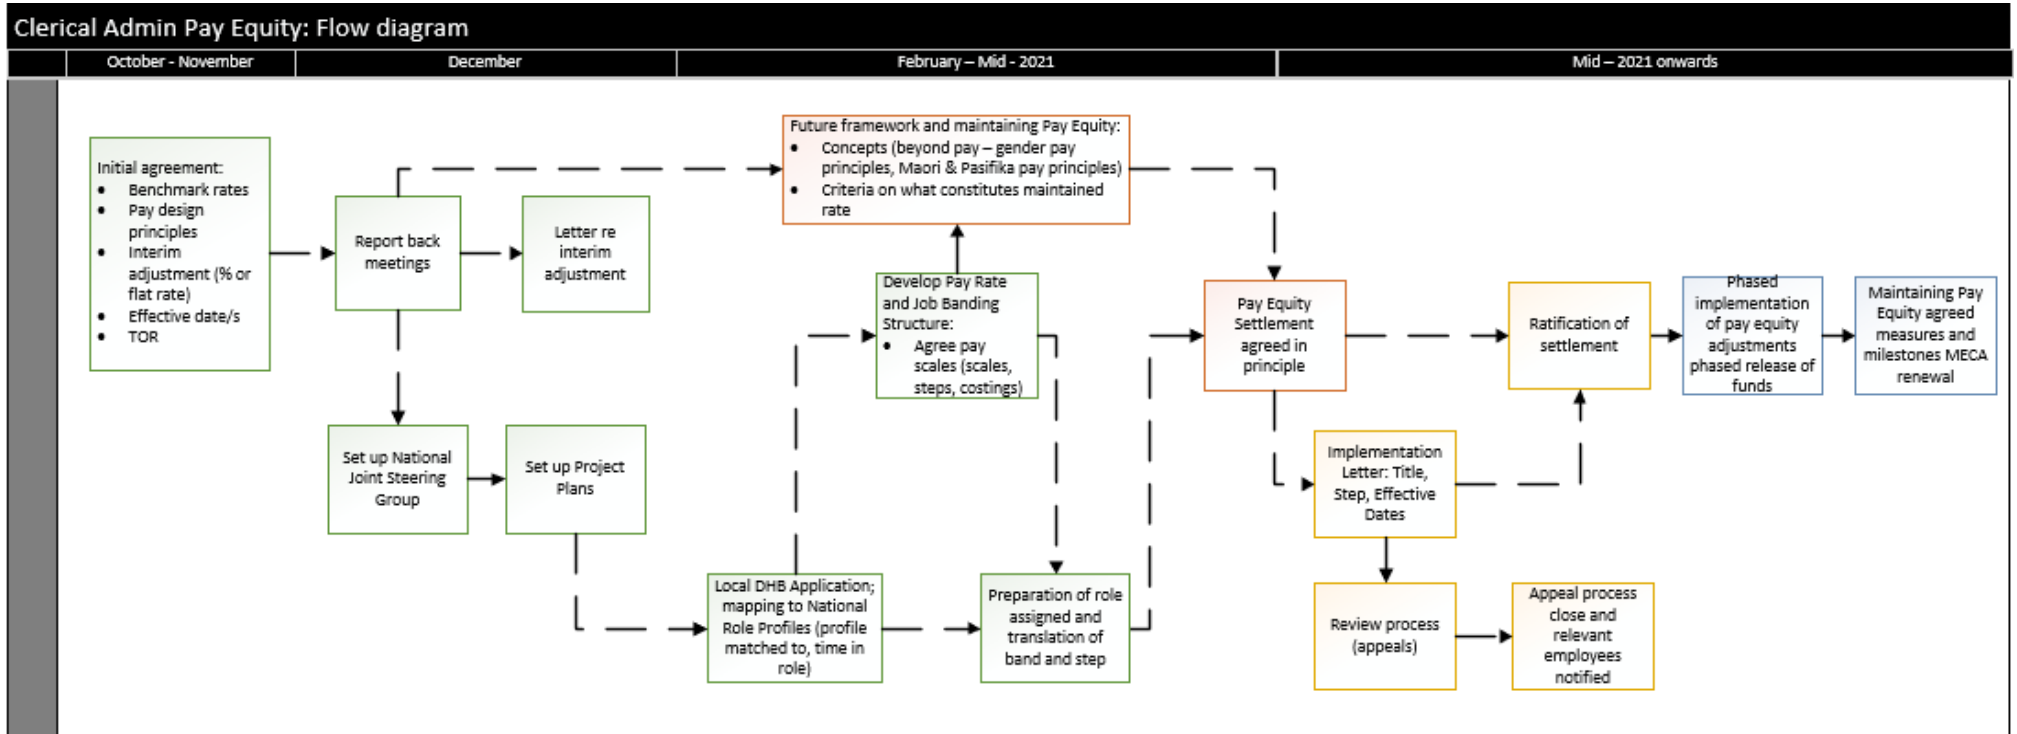 Clerical Admin Pay Equity: Flow diagram
October - November
December
February – Mid - 2021
Mid – 2021 onwards
Initial agreement:
• Benchmark rates
• Pay design
principles
• Interim
adjustment (% or
flat rate)
• Effective date/s
• TOR
Report back
meetings
Letter re
interim
adjustment
Set up National
Joint Steering
Group
Set up Project
Plans
Future framework and maintaining Pay Equity:
• Concepts (beyond pay – gender pay
principles, Maori & Pasifika pay principles)
• Criteria on what constitutes maintained
rate
Develop Pay Rate
and Job Banding
Structure:
• Agree pay
scales (scales,
steps, costings)
Local DHB Application;
mapping to National
Role Profiles (profile
matched to, time in
role)
Preparation of role
assigned and
translation of
band and step
Pay Equity
Settlement
agreed in
principle
Ratification of
settlement
Phased
implementation
of pay equity
adjustments
phased release of
funds
Maintaining Pay
Equity agreed
measures and
milestones MECA
renewal
Implementation
Letter: Title,
Step, Effective
Dates
Review process
(appeals)
Appeal process
close and
relevant
employees
notified